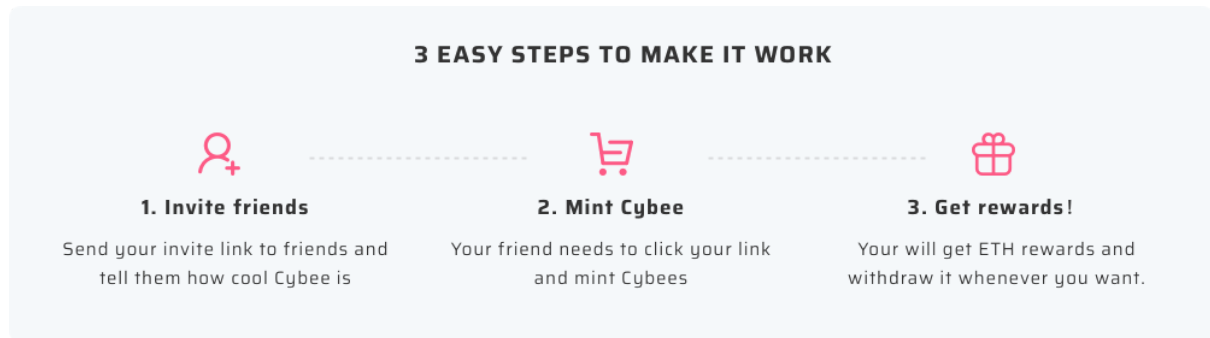 3 EASY STEPS TO MAKE IT WORK
1. Invite friends
Send your invite link to friends and
tell them how cool Cybee is
2. Mint Cybee
Your friend needs to click your link
and mint Cybees
3. Get rewards!
Your will get ETH rewards and
withdraw it whenever you want.